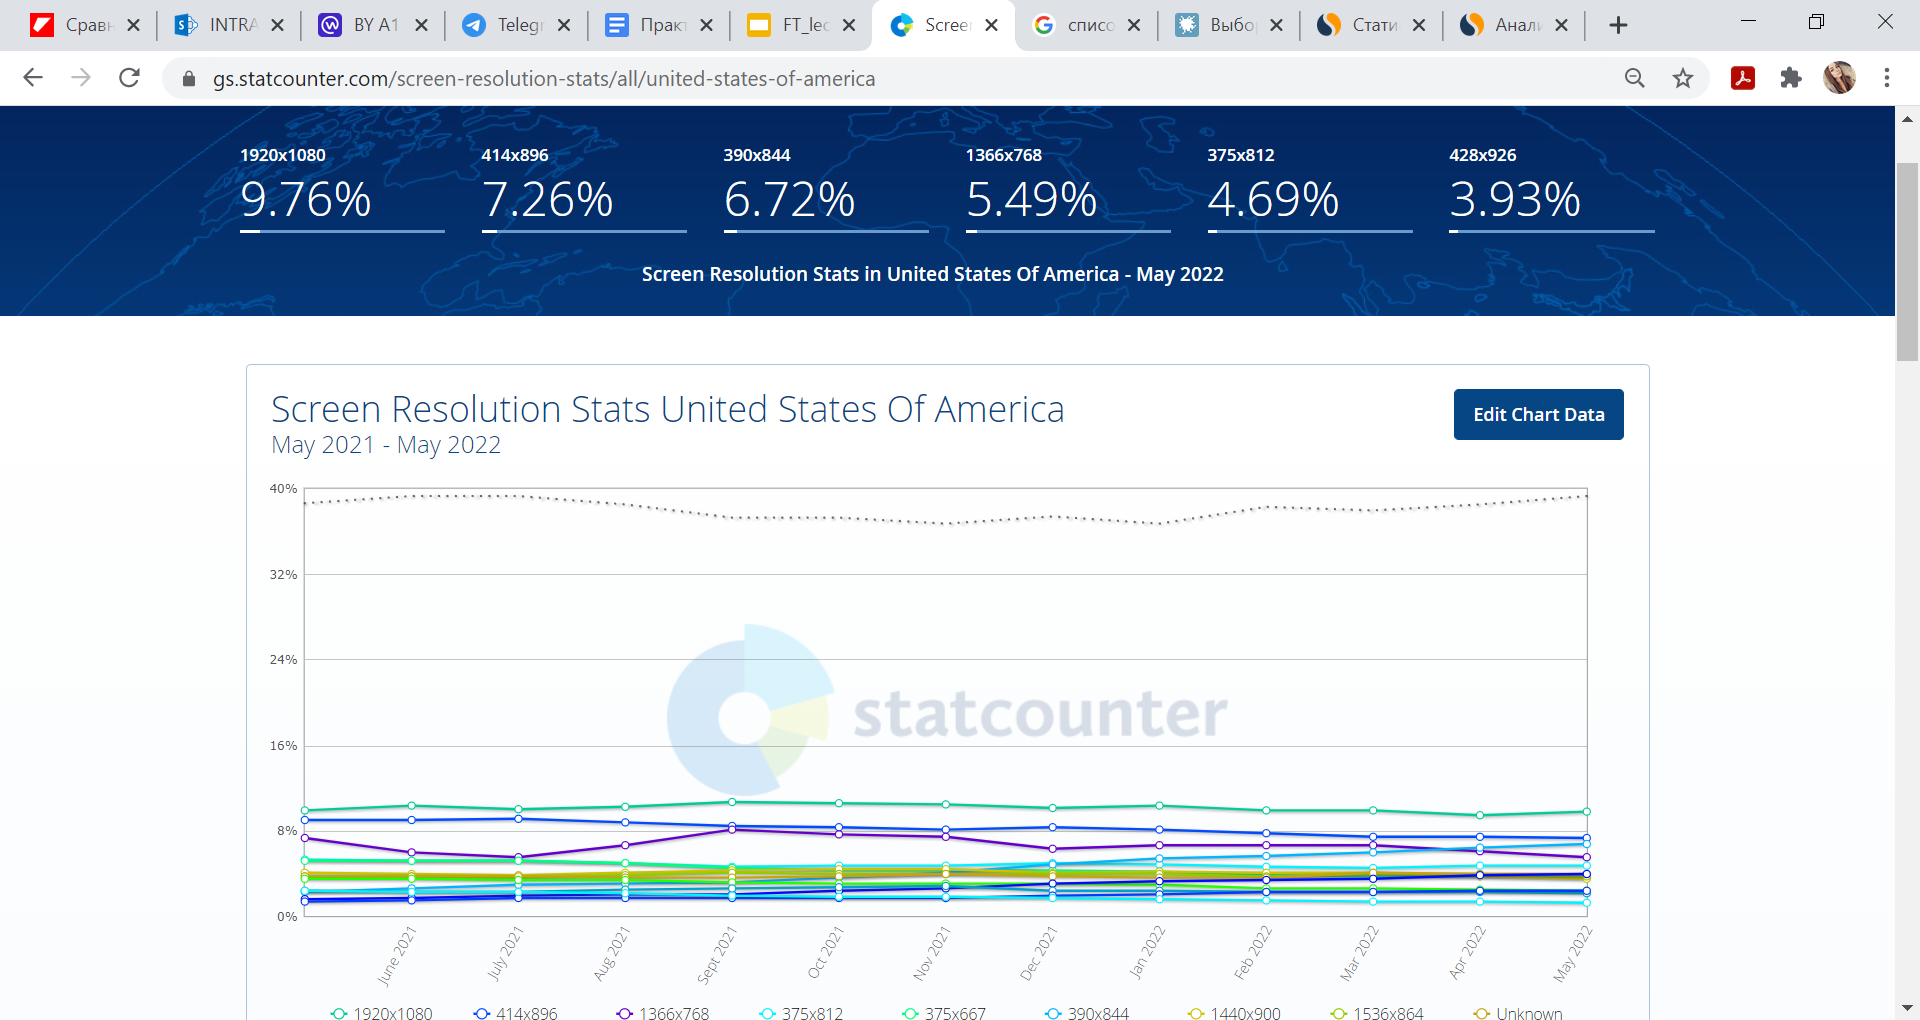 Сравн INTRA BY A1 Telegr Практ FT_lec Screen списо Выбор Стати Анали
gs.statcounter.com/screen-resolution-stats/all/united-states-of-america
1920x1080 414x896 390x844 1366x768 375x812 428x926
9.76% 7.26% 6.72% 5.49% 4.69% 3.93%
Screen Resolution Stats in United States Of America - May 2022
Screen Resolution Stats United States Of America
Edit Chart Data
May 2021 - May 2022
40%
32%
24%
statcounter
16%
8%
0%
June 2021 July 2021 Aug 2021 Sept 2021 Oct 2021 Nov 2021 Dec 2021 Jan 2022 Feb 2022 Mar 2022 Apr 2022 May 2022
1920x1080 414x896 1366x768 375x812 375x667 390x844 1440x900 1536x864 Unknown